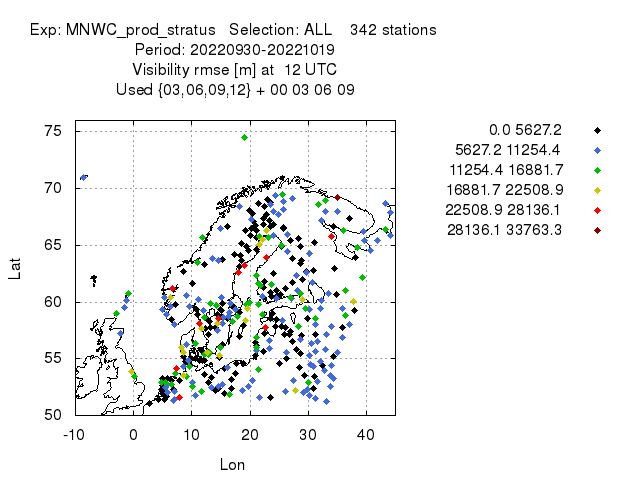 Exp: MNWC_prod_stratus Selection: ALL 342 stations
Period: 20220930-20221019
Visibility rmse [m] at 12 UTC
Used {03,06,09,12} + 00 03 06 09
0.0 5627.2
5627.2 11254.4
11254.4 16881.7
16881.7 22508.9
22508.9 28136.1
28136.1 33763.3
75
70
65
60
55
50
Lat
-10 0 10 20 30 40
Lon